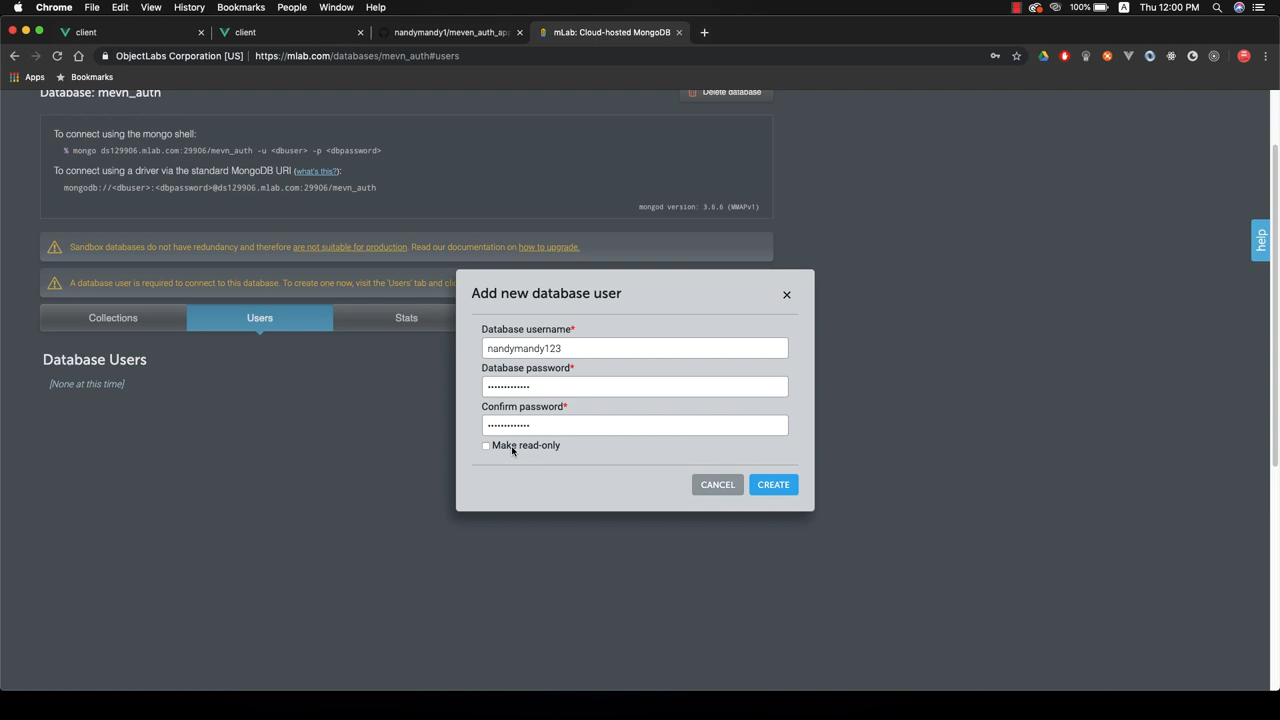 Chrome File Edit View History Bookmarks People Window Help 100% A Thu 12:00 PM
client client nandymandy1/meven_auth_ap mLab: Cloud-hosted MongoDB
ObjectLabs Corporation [US] https://mlab.com/databases/mevn_auth#users
Apps Bookmarks
Database: mevn_auth
Delete database
To connect using the mongo shell:
% mongo ds129906.mlab.com:29906/mevn_auth -u <dbuser> -p <dbpassword>
To connect using a driver via the standard MongoDB URI (what's this?):
mongodb://<dbuser>:<dbpassword>@ds129906.mlab.com:29906/mevn_auth
mongod version: 3.6.6 (MMAPv1)
Sandbox databases do not have redundancy and therefore are not suitable for production. Read our documentation on how to upgrade.
A database user is required to connect to this database. To create one now, visit the 'Users' tab and clic
Collections Users Stats
Database Users
[None at this time]
help
Add new database user
Database username*
nandymandy123
Database password*
•••••••••••••
Confirm password*
•••••••••••••
Make read-only
CANCEL CREATE